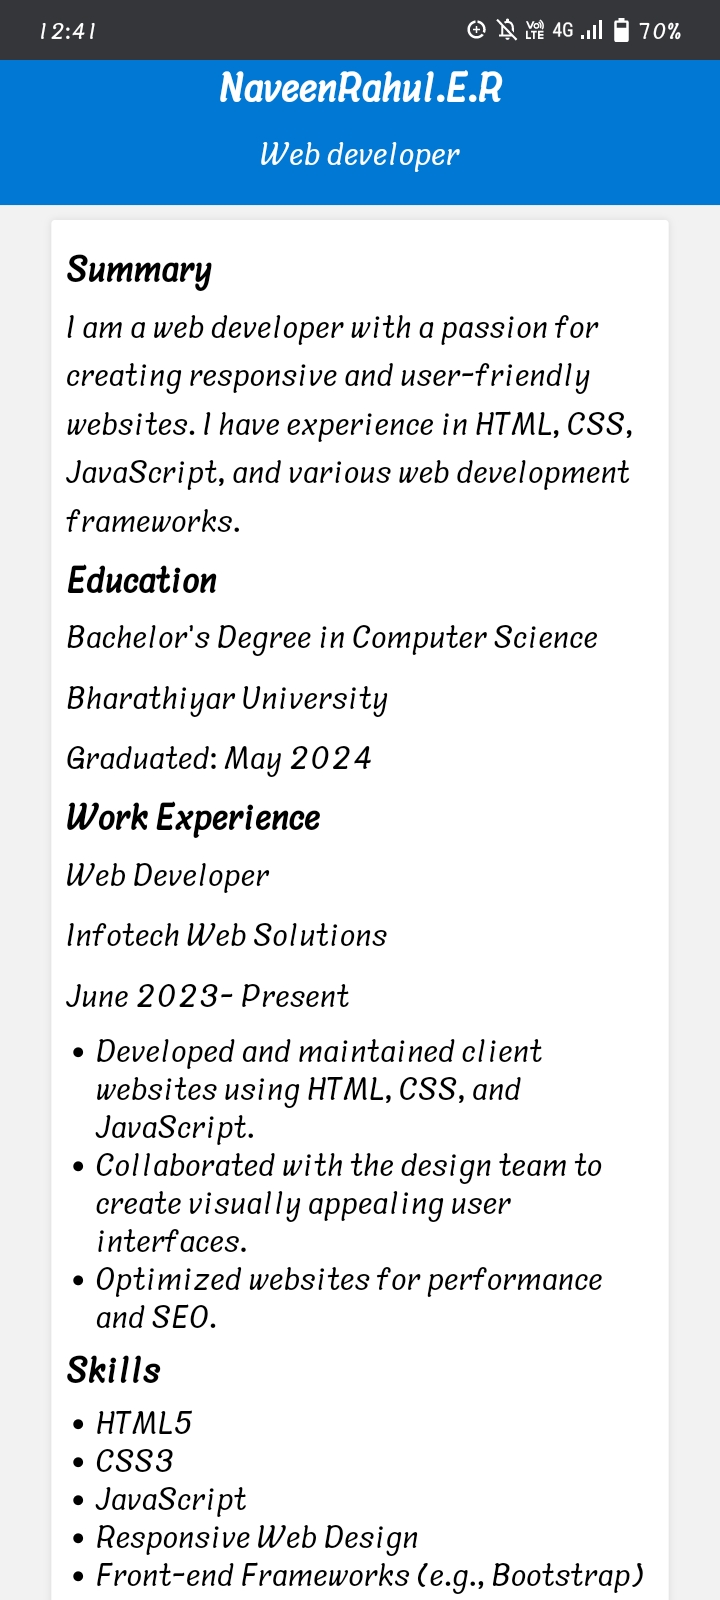 12:41
Vo) LTE 4G 70%
NaveenRahul.E.R
Web developer
Summary
I am a web developer with a passion for
creating responsive and user-friendly
websites. I have experience in HTML, CSS,
JavaScript, and various web development
frameworks.
Education
Bachelor's Degree in Computer Science
Bharathiyar University
Graduated: May 2024
Work Experience
Web Developer
Infotech Web Solutions
June 2023- Present
• Developed and maintained client
websites using HTML, CSS, and
JavaScript.
• Collaborated with the design team to
create visually appealing user
interfaces.
• Optimized websites for performance
and SEO.
Skills
• HTML5
• CSS3
• JavaScript
• Responsive Web Design
• Front-end Frameworks (e.g., Bootstrap)